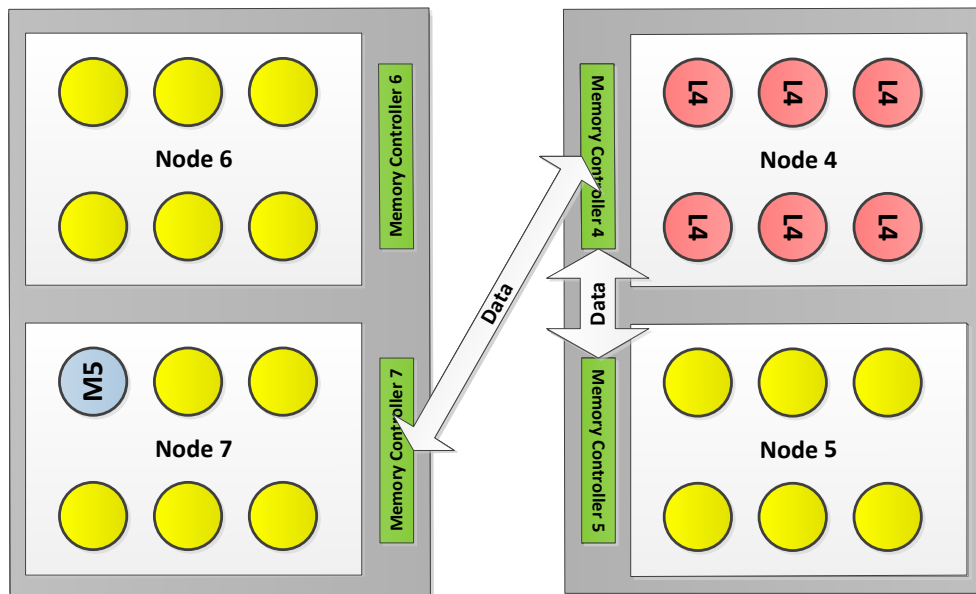 Node 6
Memory Controller 6
Memory Controller 4
L4
L4
L4
Node 4
L4
L4
L4
Data
Data
M5
Node 7
Memory Controller 7
Memory Controller 5
Node 5